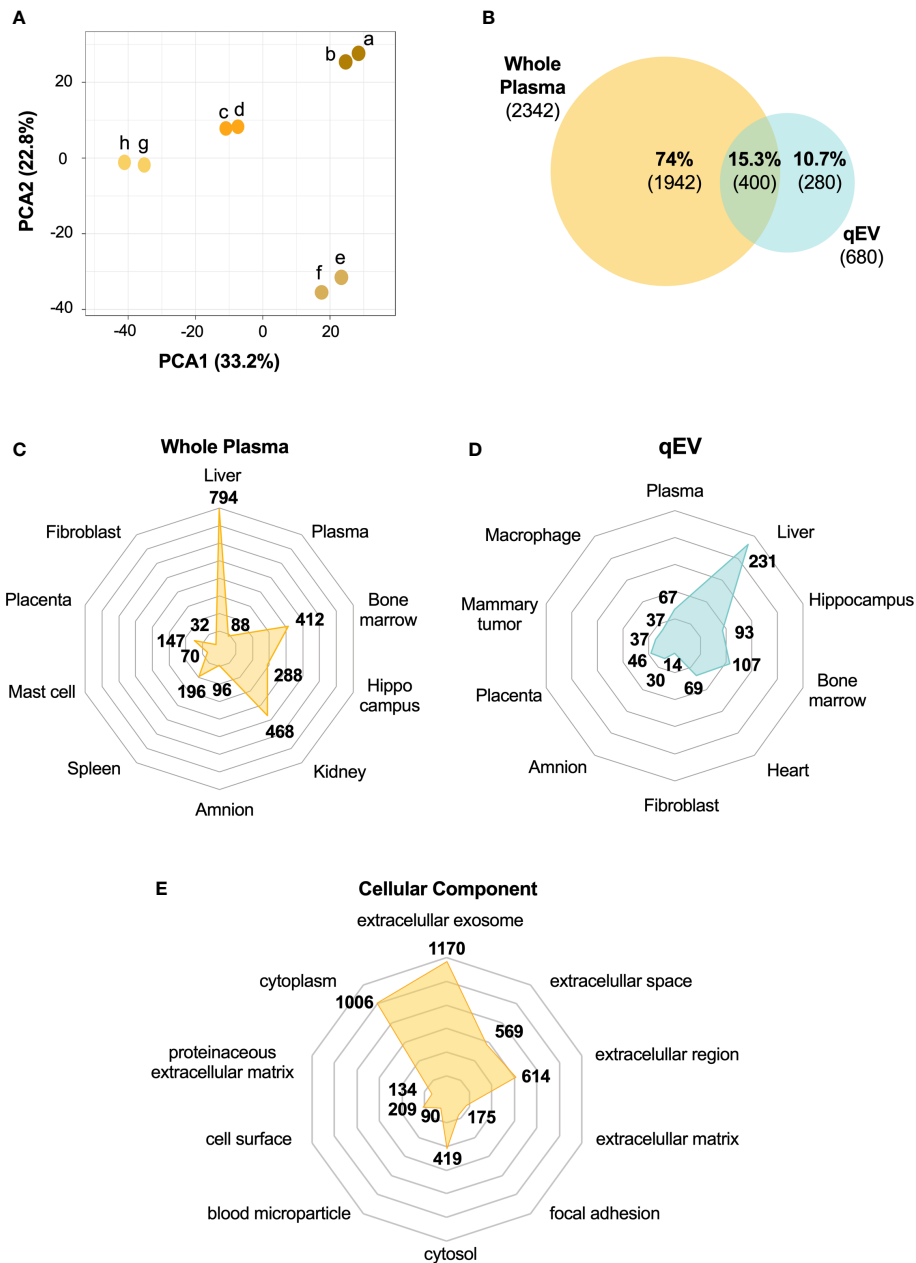 A
a
b
c
d
h
g
e
f
20
0
-20
-40
-40
-20
0
20
PCA2 (22.8%)
PCA1 (33.2%)
B
Whole
Plasma
(2342)
74%
(1942)
15.3%
(400)
10.7%
(280)
qEV
(680)
C
Whole Plasma
Liver
794
Fibroblast
Plasma
Placenta
Bone
marrow
32
88
412
147
70
288
Mast cell
Hippo
campus
196
96
468
Spleen
Kidney
Amnion
D
qEV
Plasma
Macrophage
Liver
231
Mammary
tumor
Hippocampus
67
37
37
93
46
107
14
30
69
Placenta
Bone
marrow
Amnion
Heart
Fibroblast
E
Cellular Component
extracelullar exosome
1170
cytoplasm
extracelullar space
1006
569
proteinaceous
extracellular matrix
extracelullar region
614
134
209
90
175
cell surface
extracelullar matrix
419
blood microparticle
focal adhesion
cytosol